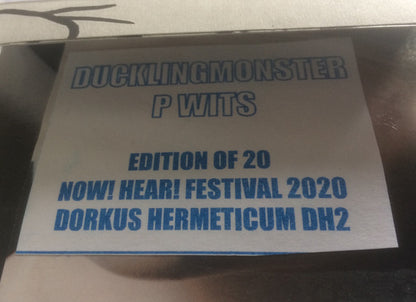 DUCKLINGMONSTER
P WITS
EDITION OF 20
NOW! HEAR! FESTIVAL 2020
DORKUS HERMETICUM DH2